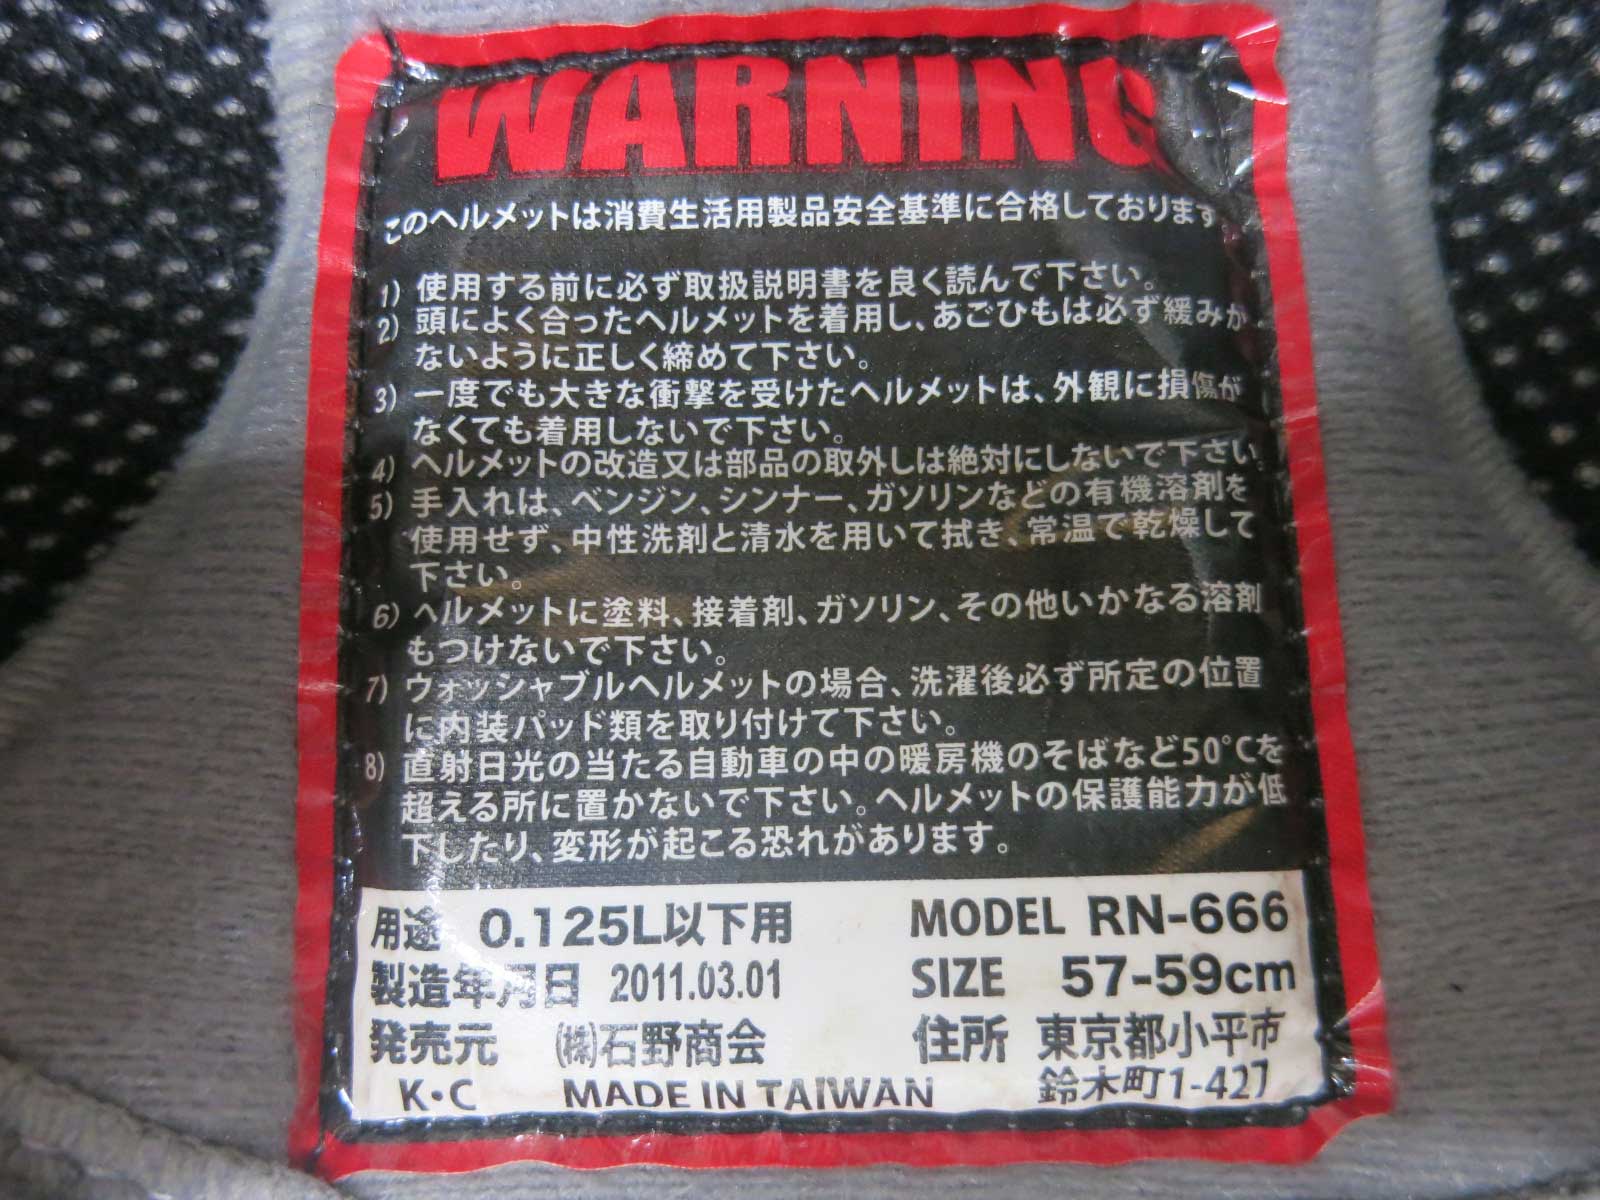 WARNING
このヘルメットは消費生活用製品安全基準に合格しております。
1) 使用する前に必ず取扱説明書を良く読んで下さい。
2) 頭によく合ったヘルメットを着用し、あごひもは必ず緩みが
ないように正しく締めて下さい。
3) 一度でも大きな衝撃を受けたヘルメットは、外観に損傷が
なくても着用しないで下さい。
4) ヘルメットの改造又は部品の取外しは絶対にしないで下さい。
5) 手入れは、ベンジン、シンナー、ガソリンなどの有機溶剤を
使用せず、中性洗剤と清水を用いて拭き、常温で乾燥して
下さい。
6) ヘルメットに塗料、接着剤、ガソリン、その他いかなる溶剤
もつけないで下さい。
7) ウォッシャブルヘルメットの場合、洗濯後必ず所定の位置
に内装パッド類を取り付けて下さい。
8) 直射日光の当たる自動車の中の暖房機のそばなど50°Cを
超える所に置かないで下さい。ヘルメットの保護能力が低
下したり、変形が起こる恐れがあります。
用途 0.125L以下用 MODEL RN-666
製造年月日 2011.03.01 SIZE 57-59cm
発売元 (株)石野商会 住所 東京都小平市
K・C MADE IN TAIWAN 鈴木町1-427